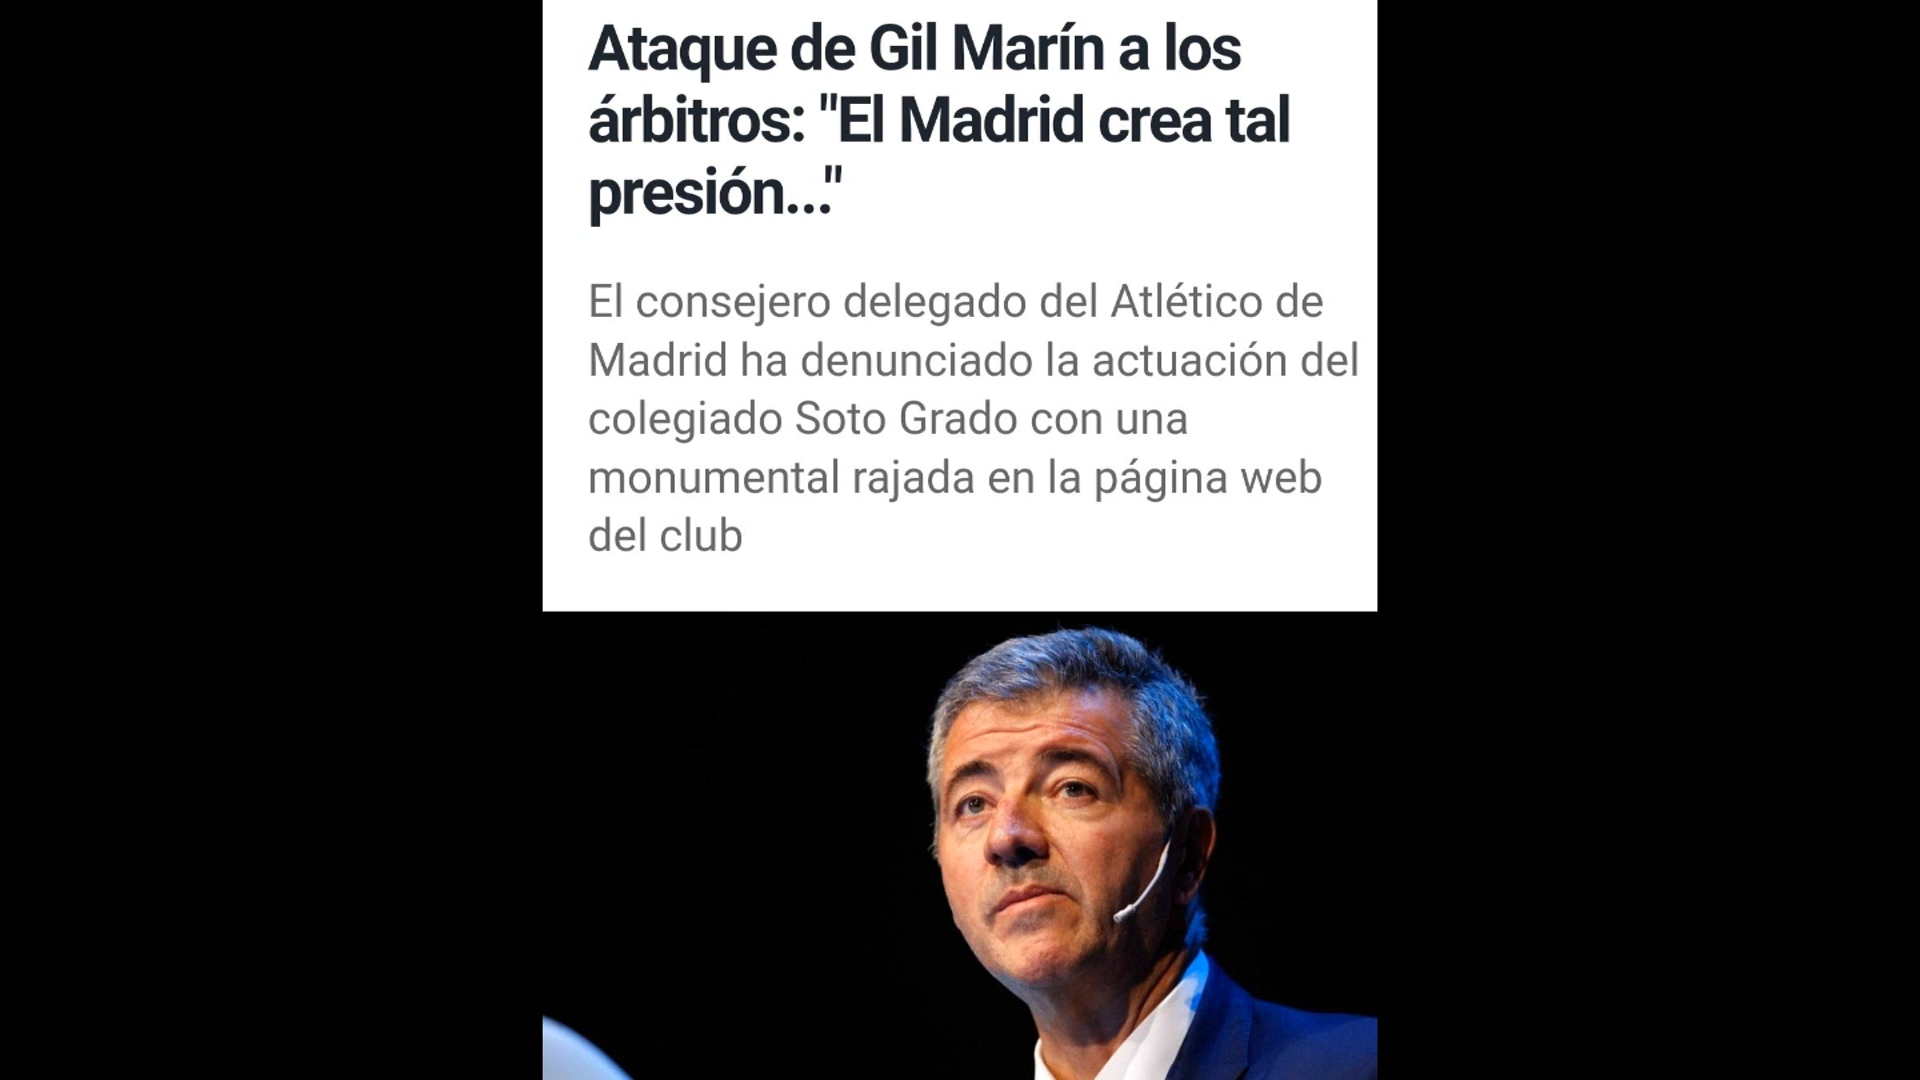 Ataque de Gil Marín a los
árbitros: "El Madrid crea tal
presión..."
El consejero delegado del Atlético de
Madrid ha denunciado la actuación del
colegiado Soto Grado con una
monumental rajada en la página web
del club